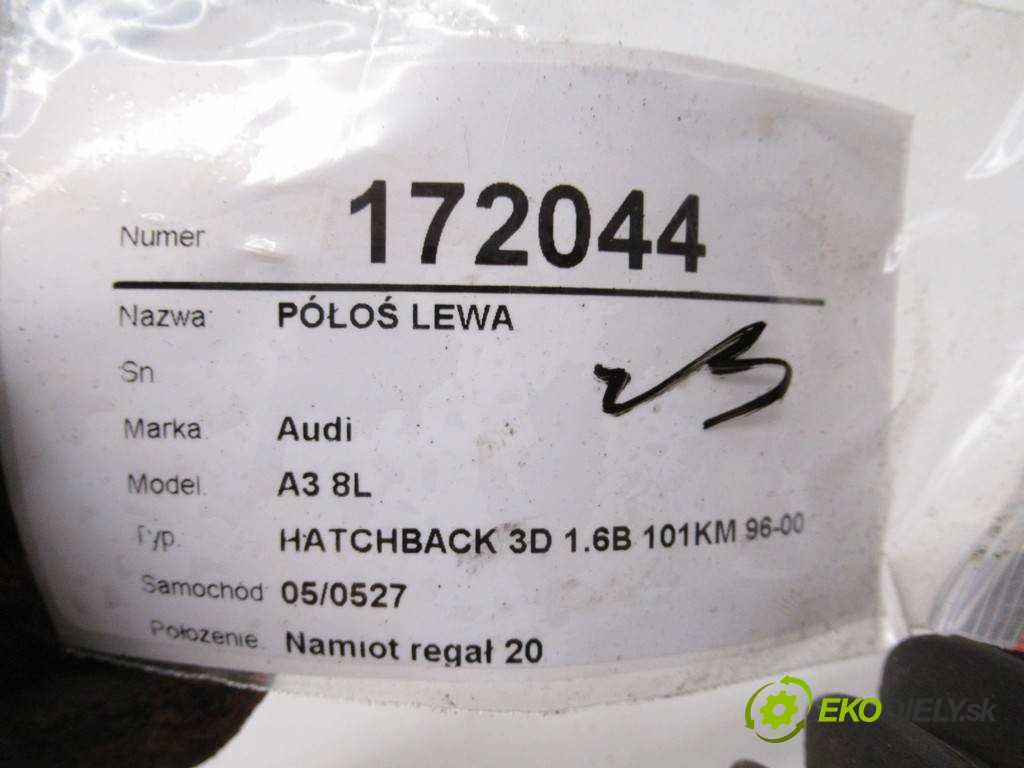 Numer 172044
Nazwa: PÓŁOŚ LEWA
Sn.
Marka. Audi
Model. A3 8L
Typ. HATCHBACK 3D 1.6B 101KM 96-00
Samochód 05/0527
Położenie. Namiot regał 20
EKODIELY.sk